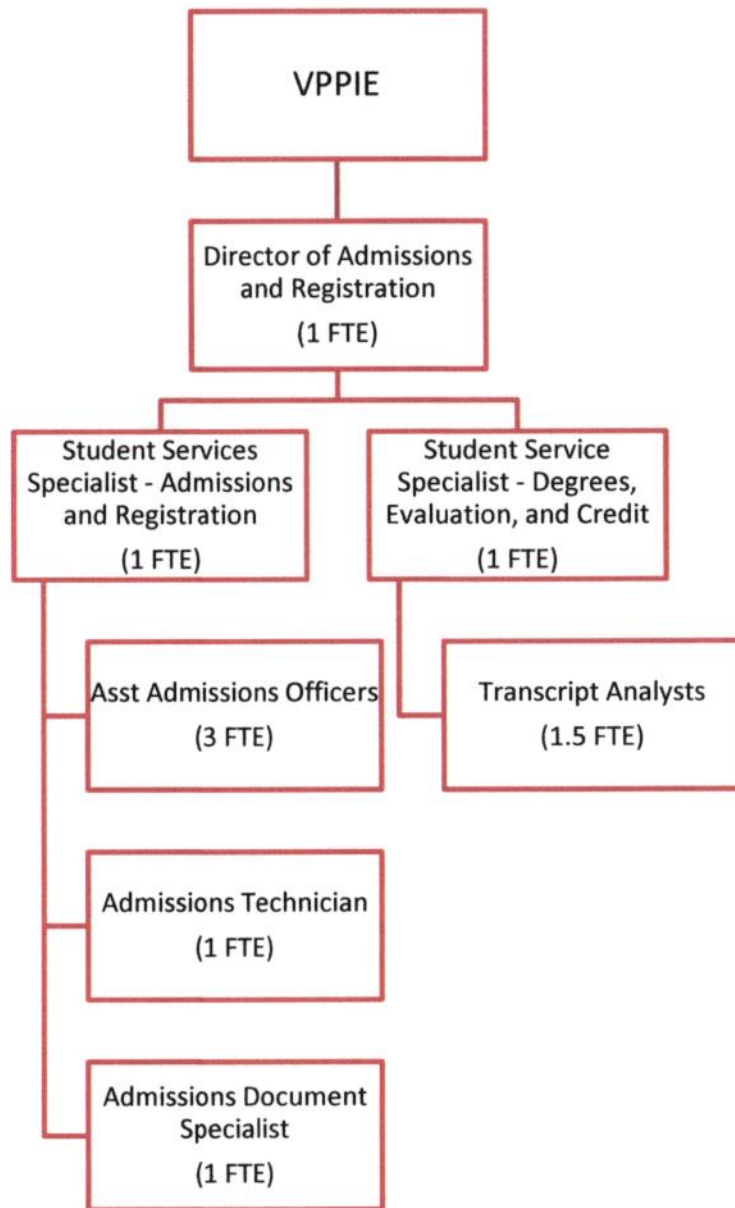 VPPIE
Director of Admissions
and Registration
(1 FTE)
Student Services
Specialist - Admissions
and Registration
(1 FTE)
Student Service
Specialist - Degrees,
Evaluation, and Credit
(1 FTE)
Asst Admissions Officers
(3 FTE)
Transcript Analysts
(1.5 FTE)
Admissions Technician
(1 FTE)
Admissions Document
Specialist
(1 FTE)